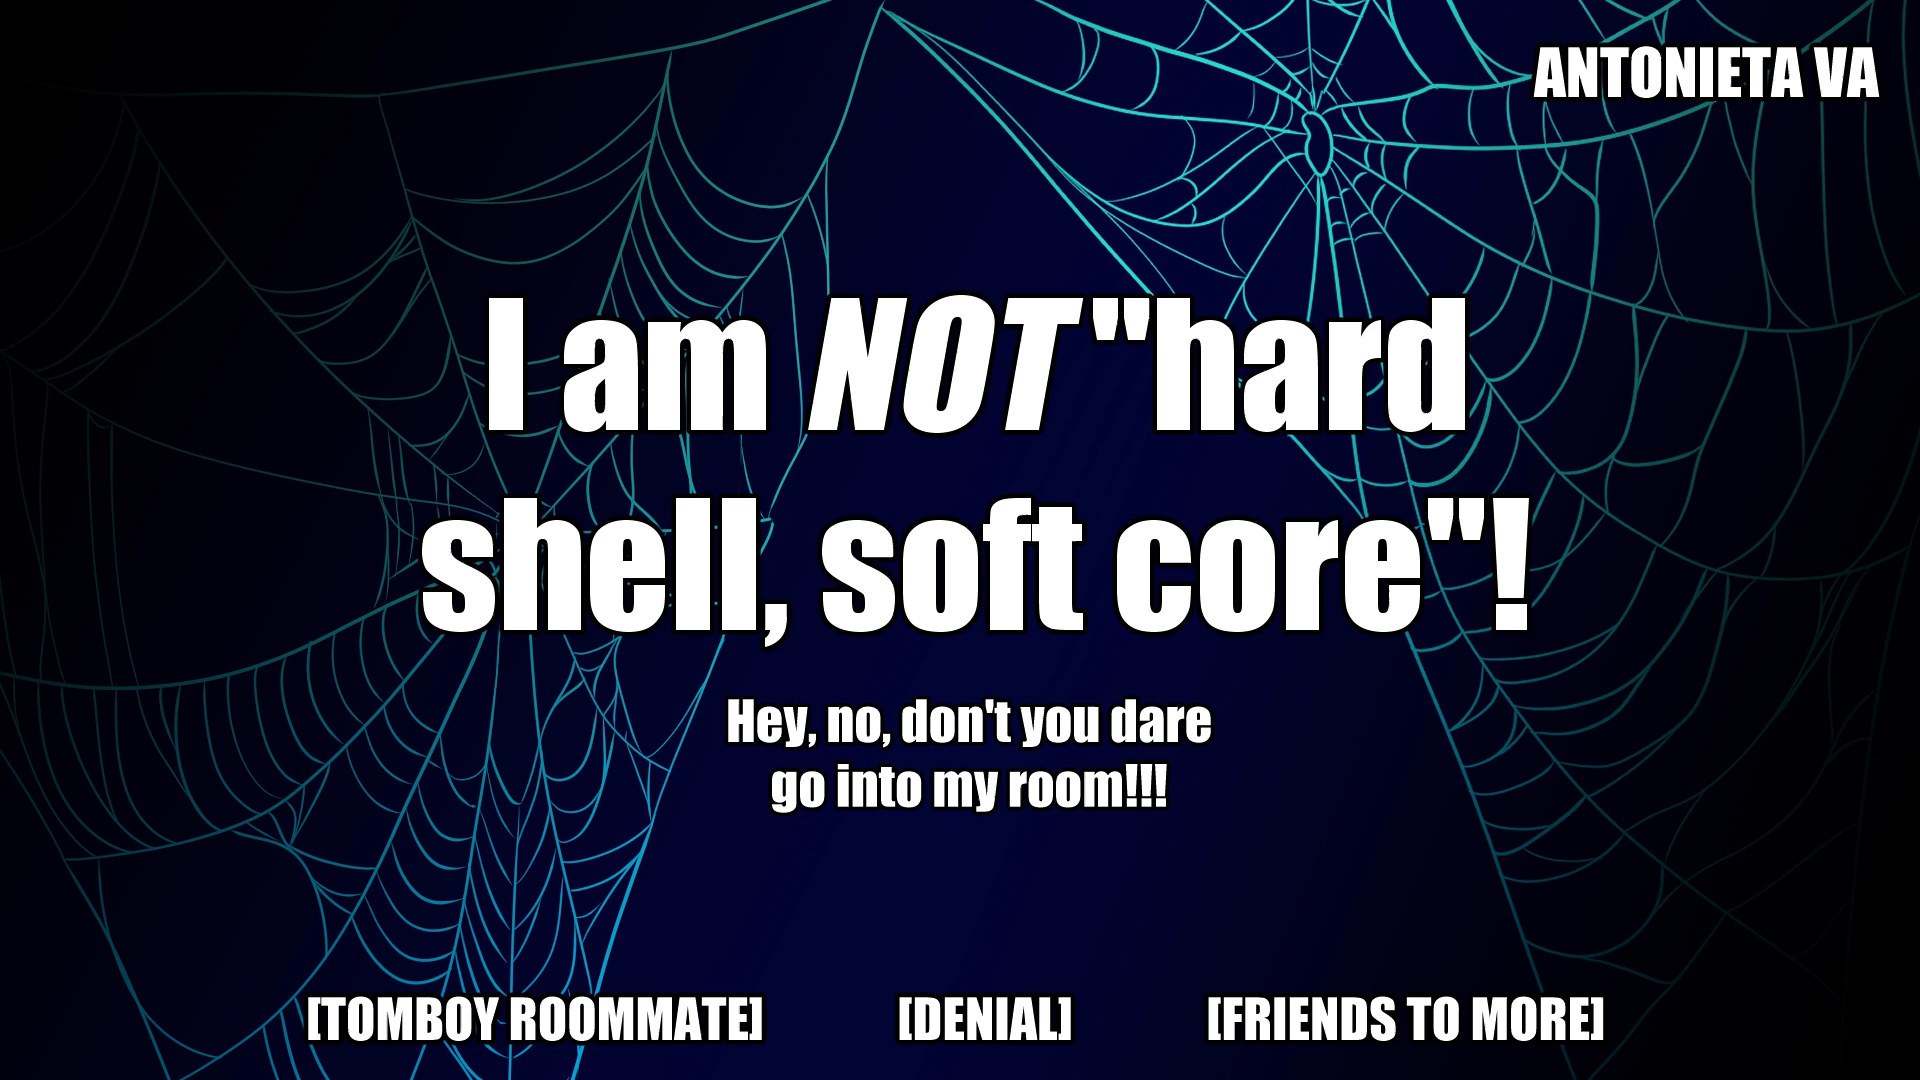 ANTONIETA VA
I am NOT "hard
shell, soft core"!
Hey, no, don't you dare
go into my room!!!
[TOMBOY ROOMMATE] [DENIAL] [FRIENDS TO MORE]